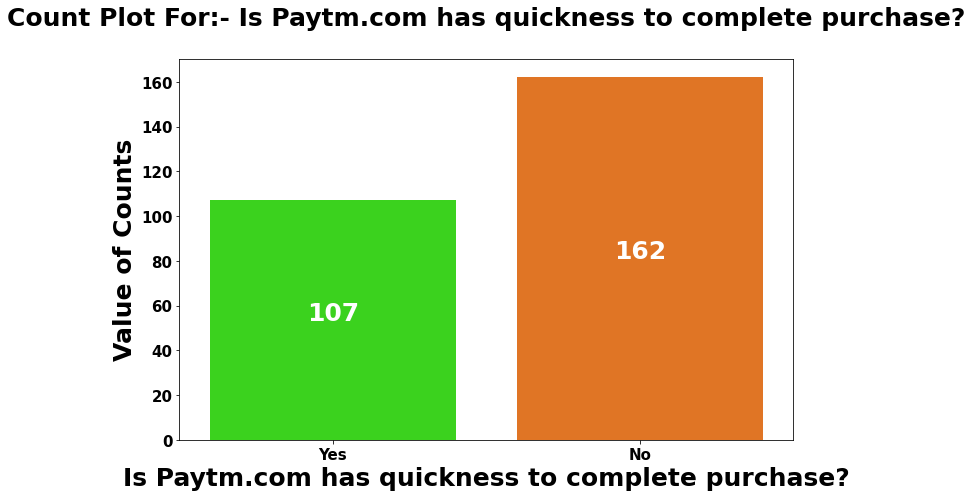 Count Plot For:- Is Paytm.com has quickness to complete purchase?
Value of Counts
160
140
120
100
80
60
40
20
0
107
162
Yes No
Is Paytm.com has quickness to complete purchase?